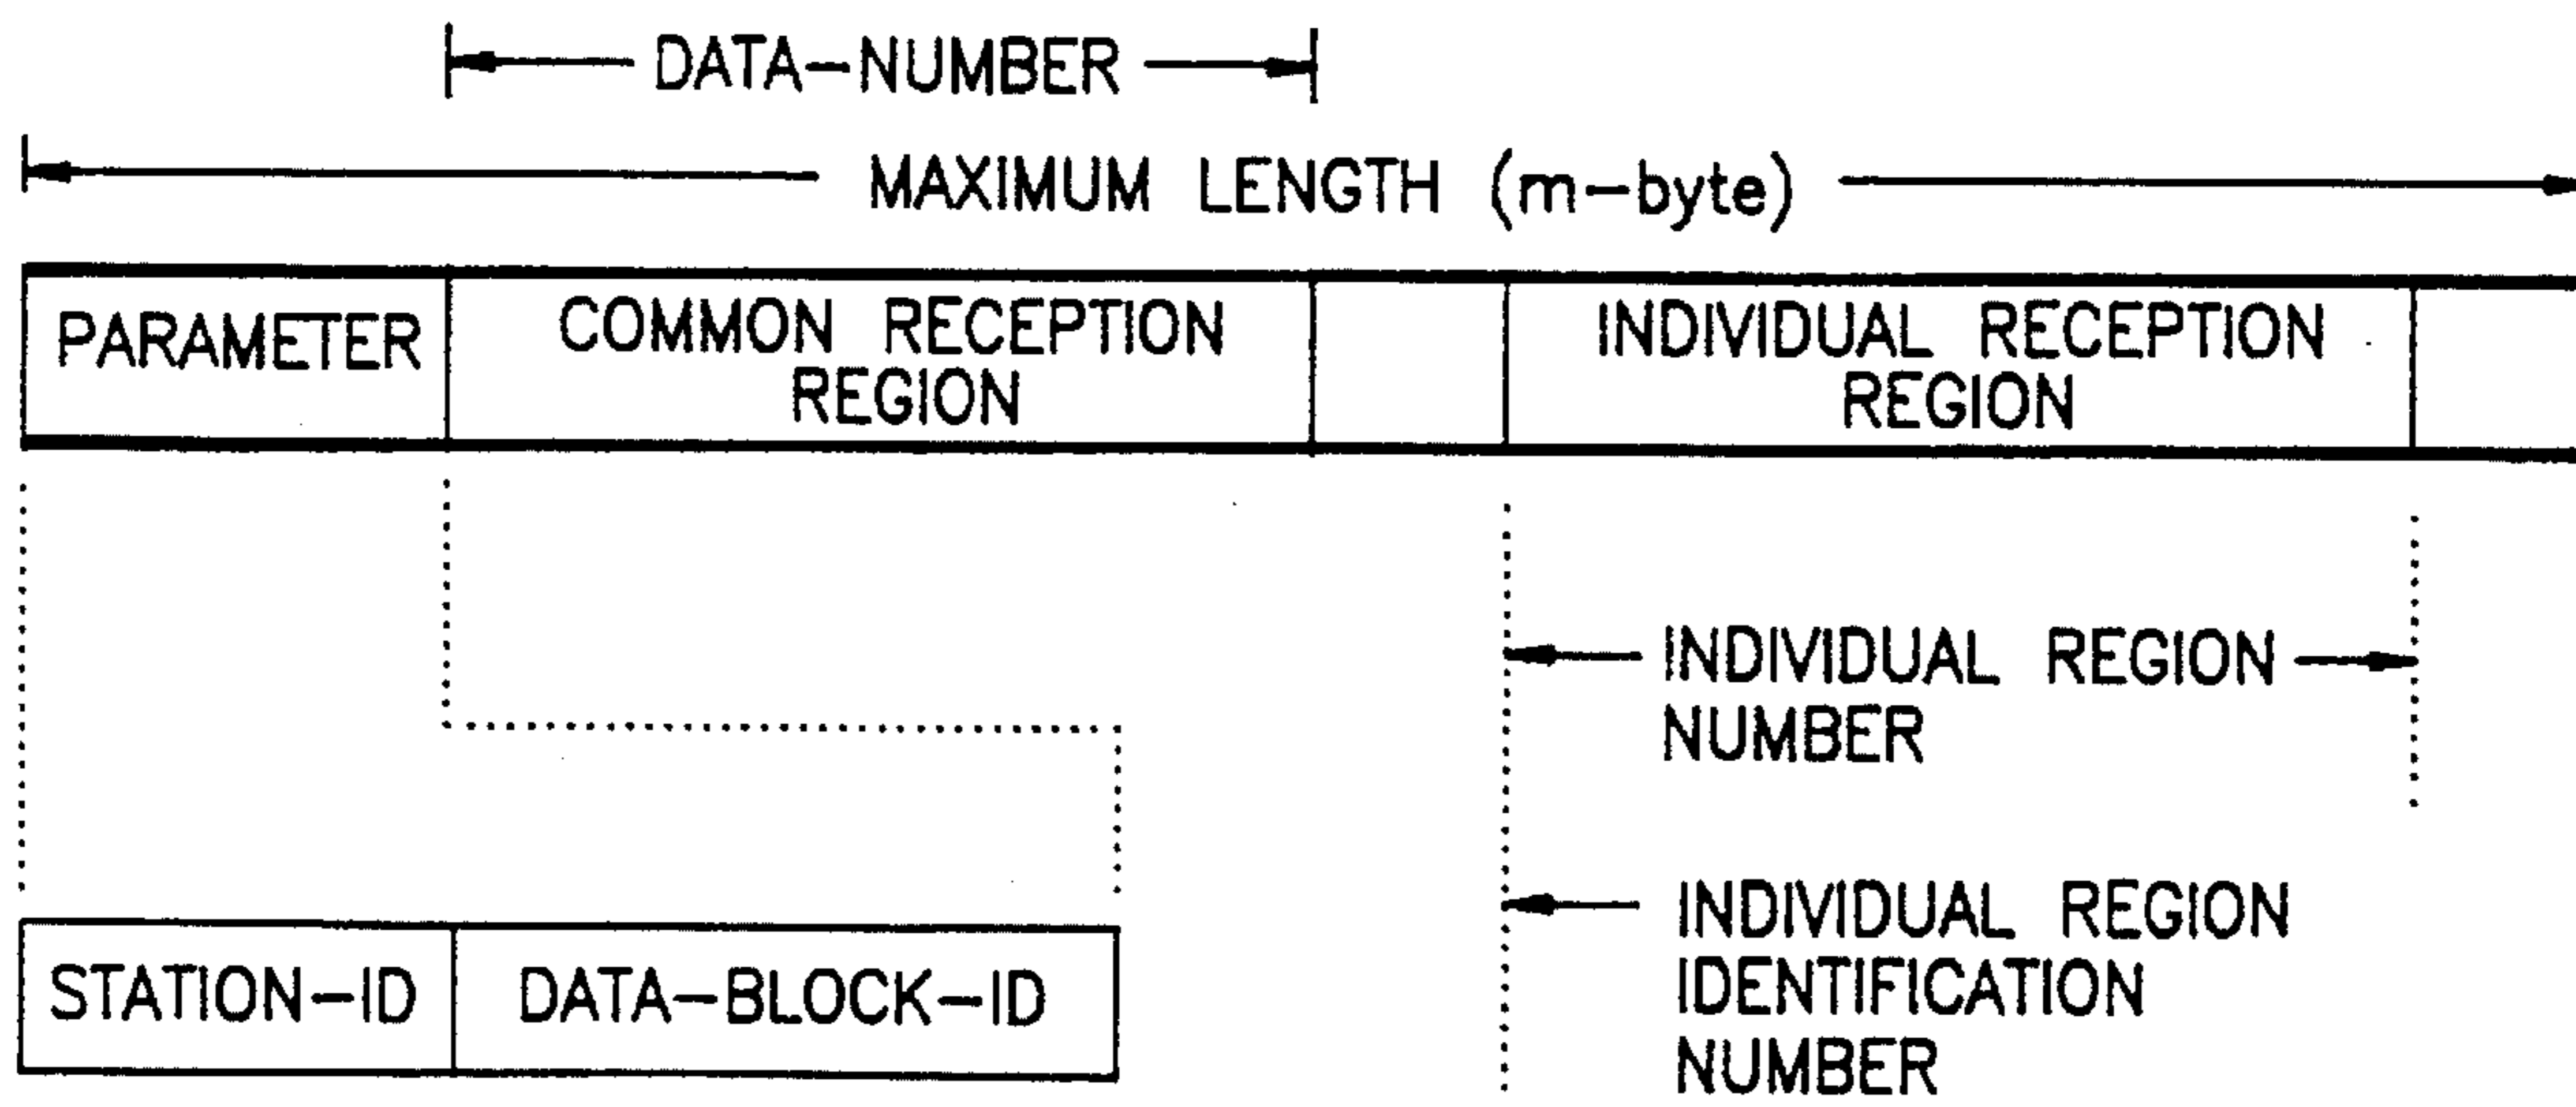 DATA-NUMBER
MAXIMUM LENGTH (m-byte)
PARAMETER
COMMON RECEPTION
REGION
INDIVIDUAL RECEPTION
REGION
INDIVIDUAL REGION
NUMBER
INDIVIDUAL REGION
IDENTIFICATION
NUMBER
STATION-ID
DATA-BLOCK-ID